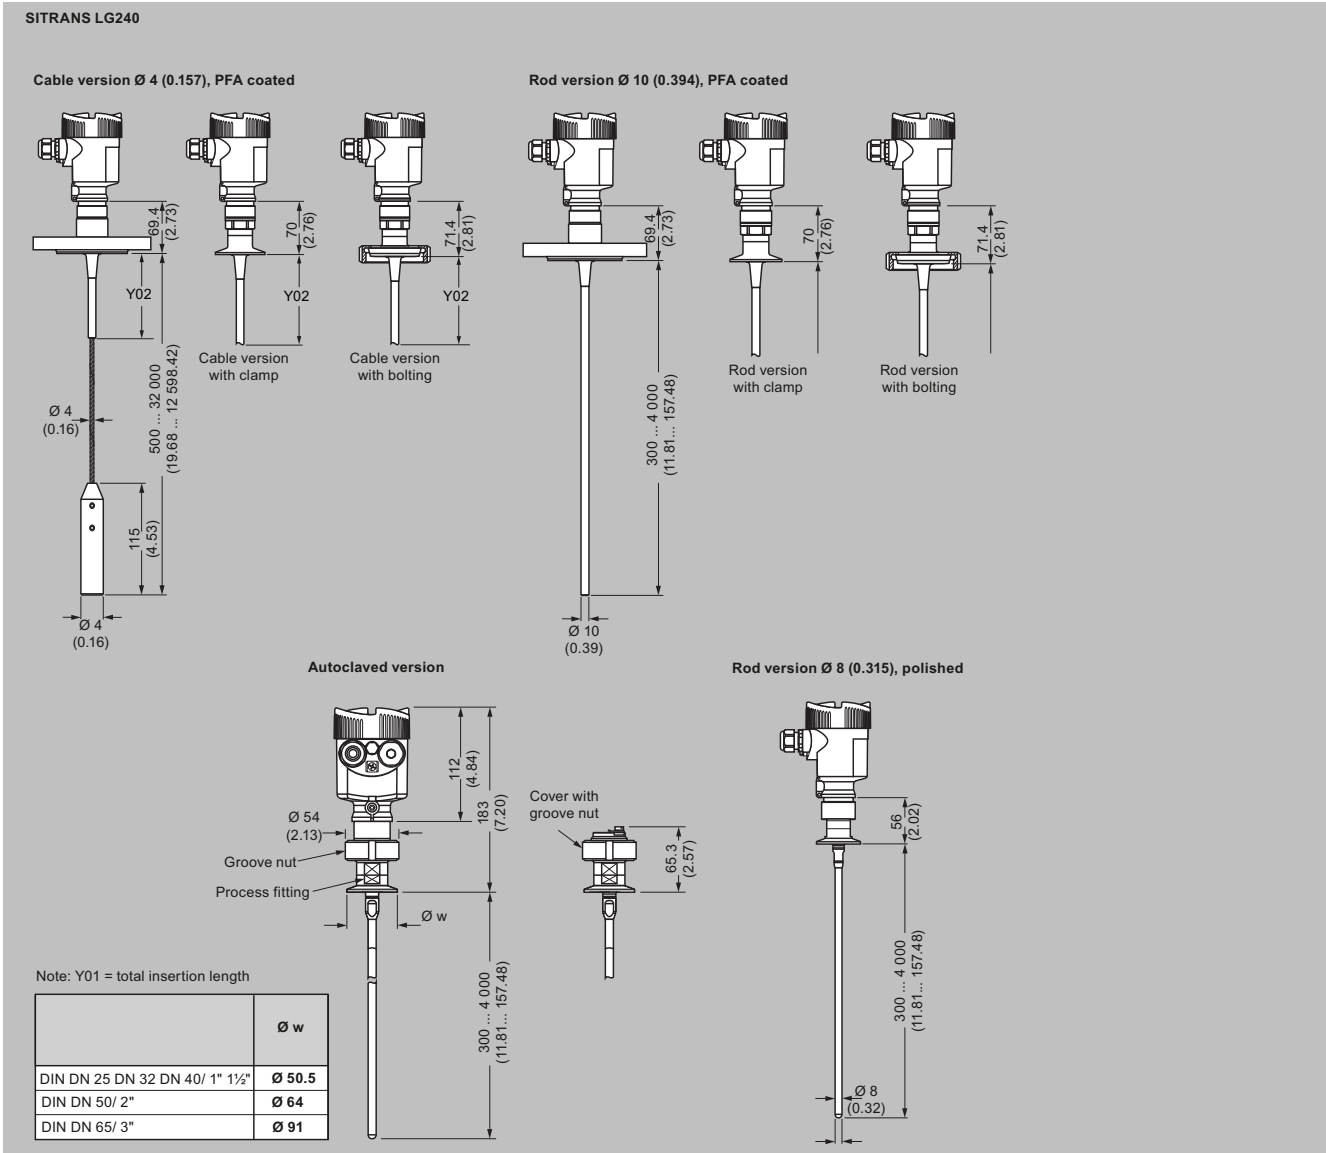 SITRANS LG240
Cable version Ø 4 (0.157), PFA coated
69.4
(2.73)
70
(2.76)
71.4
(2.81)
Y02
Y02
Y02
Cable version
with clamp
Cable version
with bolting
Ø 4
(0.16)
500 ... 32 000
(19.68 ... 12 598.42)
115
(4.53)
Ø 4
(0.16)
Rod version Ø 10 (0.394), PFA coated
69.4
(2.73)
70
(2.76)
71.4
(2.81)
Rod version
with clamp
Rod version
with bolting
300 ... 4 000
(11.81... 157.48)
Ø 10
(0.39)
Autoclaved version
112
(4.84)
183
(7.20)
Ø 54
(2.13)
Groove nut
Process fitting
Ø w
300 ... 4 000
(11.81... 157.48)
Cover with
groove nut
65.3
(2.57)
Rod version Ø 8 (0.315), polished
56
(2.02)
300 ... 4 000
(11.81... 157.48)
Ø 8
(0.32)
Note: Y01 = total insertion length
Ø w
DIN DN 25 DN 32 DN 40/ 1" 1½" Ø 50.5
DIN DN 50/ 2" Ø 64
DIN DN 65/ 3" Ø 91